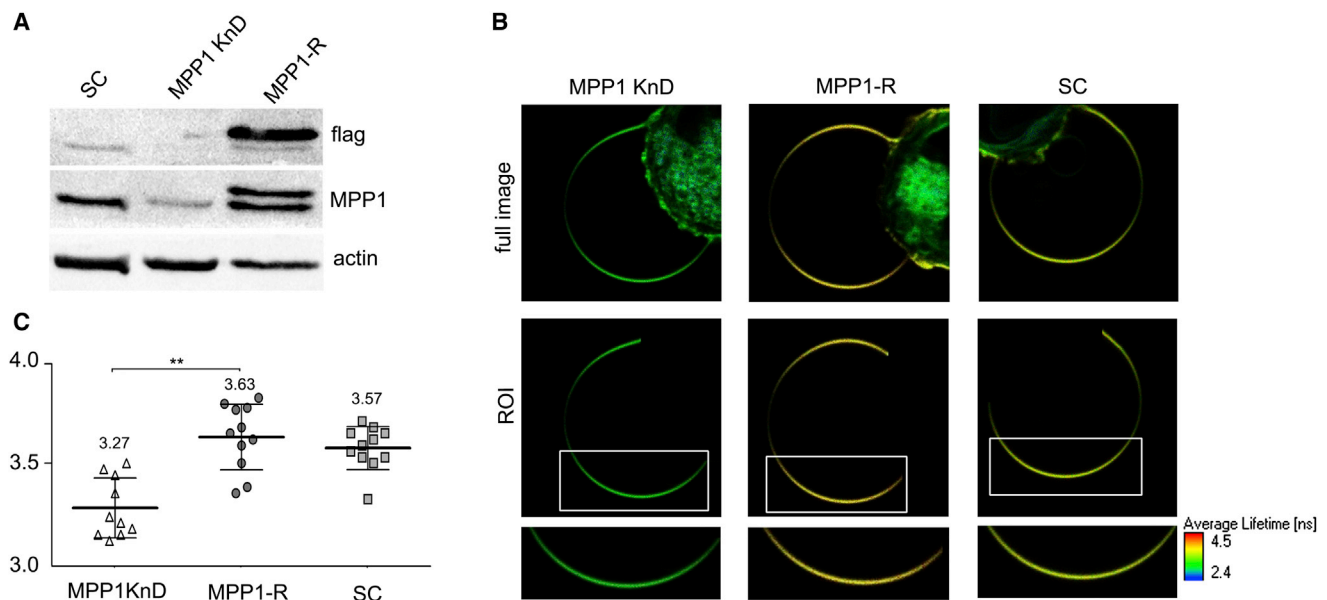 A
SC
MPP1 KnD
MPP1-R
flag
MPP1
actin
B
MPP1 KnD
MPP1-R
SC
full image
ROI
Average Lifetime [ns]
4.5
2.4
C
4.0
3.5
3.0
**
3.27
3.63
3.57
MPP1KnD
MPP1-R
SC